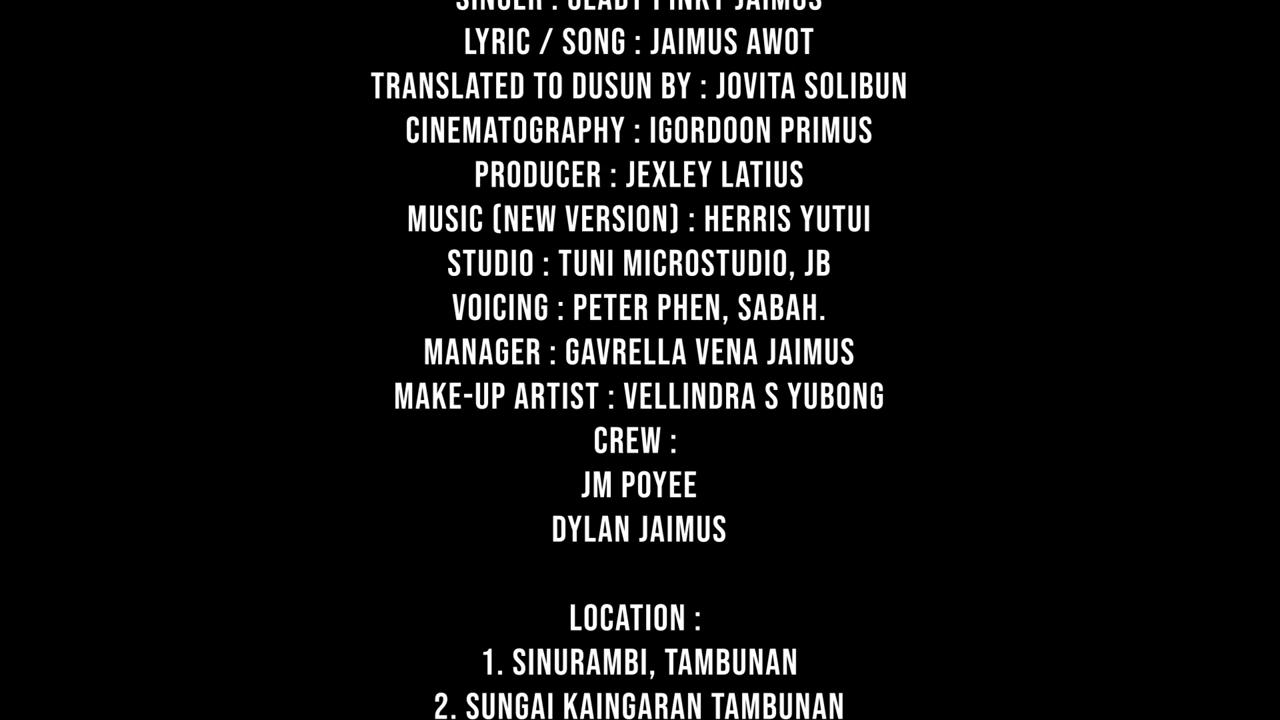 JAIMUS
LYRIC / SONG : JAIMUS AWOT
TRANSLATED TO DUSUN BY : JOVITA SOLIBUN
CINEMATOGRAPHY : IGORDOON PRIMUS
PRODUCER : JEXLEY LATIUS
MUSIC (NEW VERSION) : HERRIS YUTUI
STUDIO : TUNI MICROSTUDIO, JB
VOICING : PETER PHEN, SABAH.
MANAGER : GAVRELLA VENA JAIMUS
MAKE-UP ARTIST : VELLINDRA S YUBONG
CREW :
JM POYEE
DYLAN JAIMUS
LOCATION :
1. SINURAMBI, TAMBUNAN
2. SUNGAI KAINGARAN TAMBUNAN